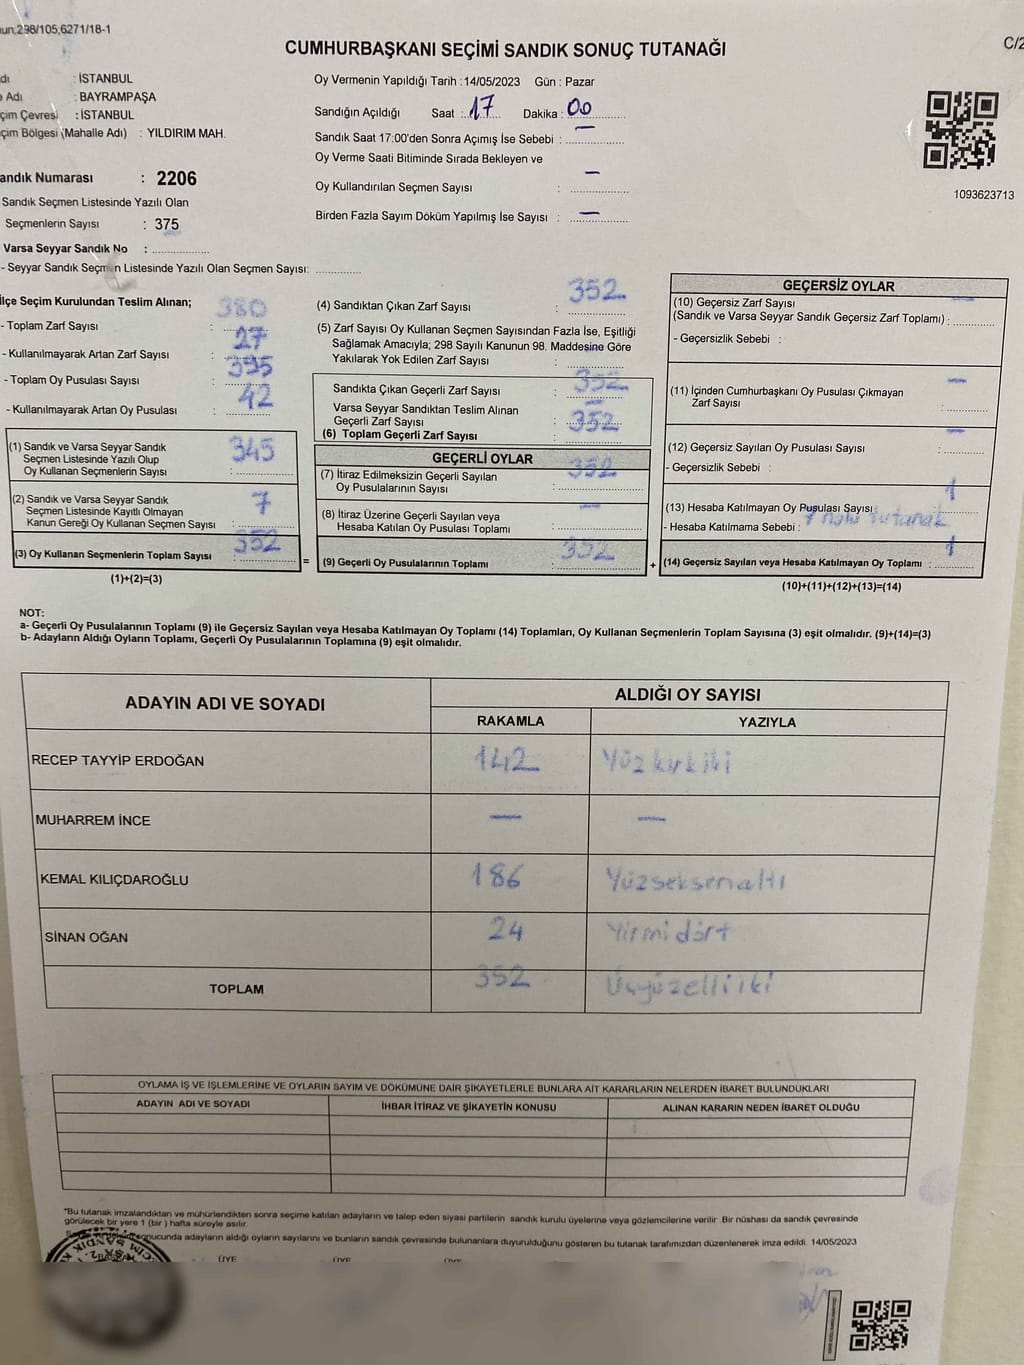 un,298/105,6271/18-1
CUMHURBAŞKANI SEÇİMİ SANDIK SONUÇ TUTANAĞI
C/2
dı : İSTANBUL
Adı : BAYRAMPAŞA
çim Çevresi : İSTANBUL
çim Bölgesi (Mahalle Adı) : YILDIRIM MAH.
Oy Vermenin Yapıldığı Tarih : 14/05/2023 Gün : Pazar
Sandığın Açıldığı Saat : 17 Dakika : 00
Sandık Saat 17:00'den Sonra Açımış İse Sebebi : —
Oy Verme Saati Bitiminde Sırada Bekleyen ve
Oy Kullandırılan Seçmen Sayısı : —
Birden Fazla Sayım Döküm Yapılmış İse Sayısı : —
1093623713
andık Numarası : 2206
Sandık Seçmen Listesinde Yazılı Olan
Seçmenlerin Sayısı : 375
Varsa Seyyar Sandık No :
- Seyyar Sandık Seçmen Listesinde Yazılı Olan Seçmen Sayısı:
lçe Seçim Kurulundan Teslim Alınan;
- Toplam Zarf Sayısı : 380
- Kullanılmayarak Artan Zarf Sayısı : 27
- Toplam Oy Pusulası Sayısı : 395
- Kullanılmayarak Artan Oy Pusulası : 42
(1) Sandık ve Varsa Seyyar Sandık
Seçmen Listesinde Yazılı Olup
Oy Kullanan Seçmenlerin Sayısı : 345
(2) Sandık ve Varsa Seyyar Sandık
Seçmen Listesinde Kayıtlı Olmayan
Kanun Gereği Oy Kullanan Seçmen Sayısı : 7
(3) Oy Kullanan Seçmenlerin Toplam Sayısı : 352
(1)+(2)=(3)
=
(4) Sandıktan Çıkan Zarf Sayısı : 352
(5) Zarf Sayısı Oy Kullanan Seçmen Sayısından Fazla İse, Eşitliği
Sağlamak Amacıyla; 298 Sayılı Kanunun 98. Maddesine Göre
Yakılarak Yok Edilen Zarf Sayısı : —
Sandıkta Çıkan Geçerli Zarf Sayısı : 352
Varsa Seyyar Sandıktan Teslim Alınan
Geçerli Zarf Sayısı : —
(6) Toplam Geçerli Zarf Sayısı : 352
GEÇERLİ OYLAR
(7) İtiraz Edilmeksizin Geçerli Sayılan
Oy Pusulalarının Sayısı : 352
(8) İtiraz Üzerine Geçerli Sayılan veya
Hesaba Katılan Oy Pusulası Toplamı : —
(9) Geçerli Oy Pusulalarının Toplamı : 352
+
GEÇERSİZ OYLAR
(10) Geçersiz Zarf Sayısı
(Sandık ve Varsa Seyyar Sandık Geçersiz Zarf Toplamı) : —
- Geçersizlik Sebebi :
(11) İçinden Cumhurbaşkanı Oy Pusulası Çıkmayan
Zarf Sayısı : —
(12) Geçersiz Sayılan Oy Pusulası Sayısı : —
- Geçersizlik Sebebi :
(13) Hesaba Katılmayan Oy Pusulası Sayısı 1
- Hesaba Katılmama Sebebi : tutanak
(14) Geçersiz Sayılan veya Hesaba Katılmayan Oy Toplamı : 1
(10)+(11)+(12)+(13)=(14)
NOT:
a- Geçerli Oy Pusulalarının Toplamı (9) ile Geçersiz Sayılan veya Hesaba Katılmayan Oy Toplamı (14) Toplamları, Oy Kullanan Seçmenlerin Toplam Sayısına (3) eşit olmalıdır. (9)+(14)=(3)
b- Adayların Aldığı Oyların Toplamı, Geçerli Oy Pusulalarının Toplamına (9) eşit olmalıdır.
ADAYIN ADI VE SOYADI
ALDIĞI OY SAYISI
RAKAMLA YAZIYLA
RECEP TAYYİP ERDOĞAN 142 Yüz kırk iki
MUHARREM İNCE — —
KEMAL KILIÇDAROĞLU 186 Yüzseksenaltı
SİNAN OĞAN 24 Yirmi dört
TOPLAM 352 Üçyüzelliiki
OYLAMA İŞ VE İŞLEMLERİNE VE OYLARIN SAYIM VE DÖKÜMÜNE DAİR ŞİKAYETLERLE BUNLARA AİT KARARLARIN NELERDEN İBARET BULUNDUKLARI
ADAYIN ADI VE SOYADI İHBAR İTİRAZ VE ŞİKAYETİN KONUSU ALINAN KARARIN NEDEN İBARET OLDUĞU
"Bu tutanak imzalandıktan ve mühürlendikten sonra seçime katılan adayların ve talep eden siyasi partilerin sandık kurulu üyelerine veya gözlemcilerine verilir .Bir nüshası da sandık çevresinde
görülecek bir yere 1 (bir ) hafta süreyle asılır.
sonucunda adayların aldığı oyların sayılarını ve bunların sandık çevresinde bulunanlara duyurulduğunu gösteren bu tutanak tarafımızdan düzenlenerek imza edildi. 14/05/2023
ÜYE ÜYE